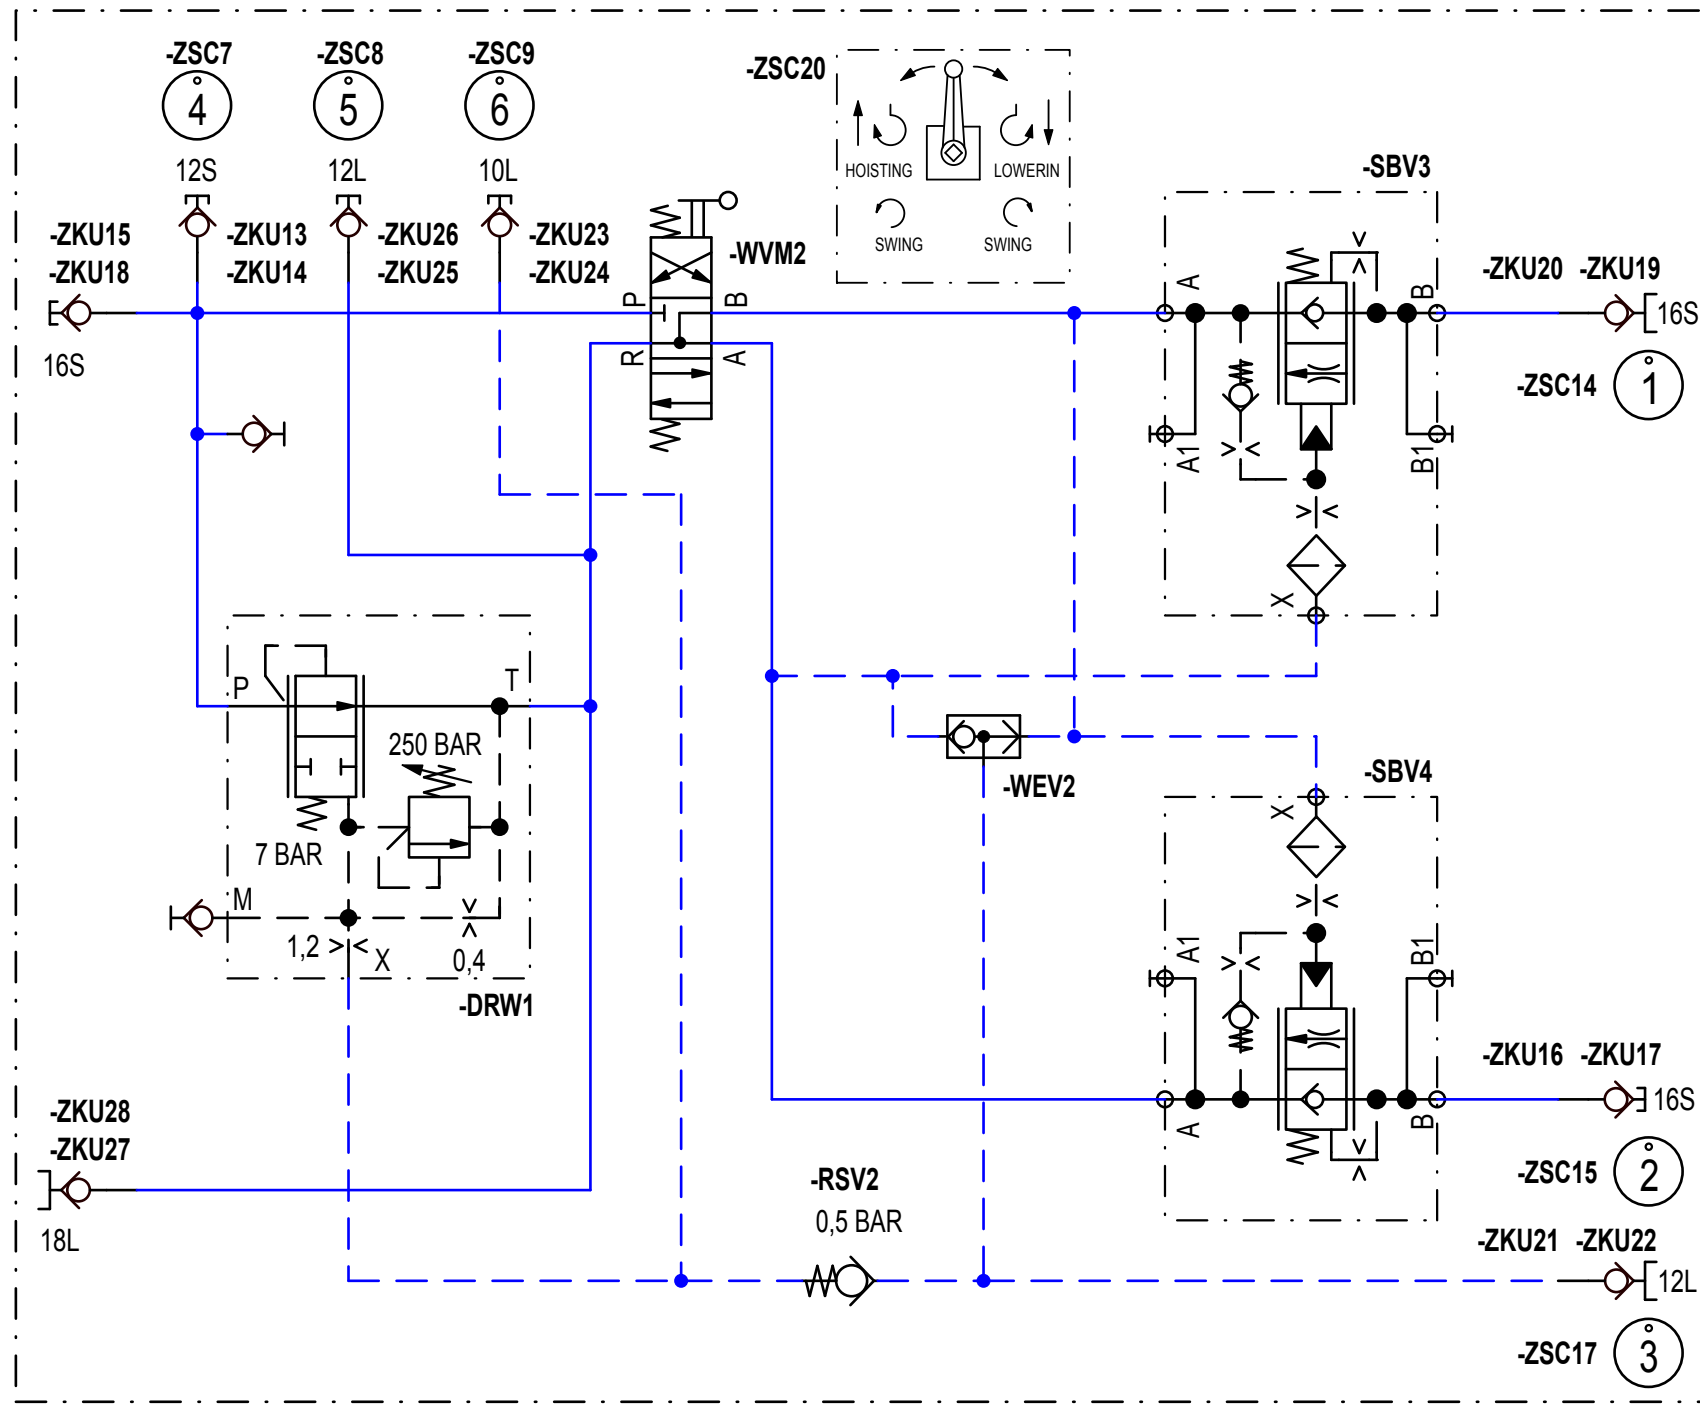 -ZSC7 -ZSC8 -ZSC9
4 5 6
12S 12L 10L
-ZKU15 -ZKU13 -ZKU26 -ZKU23
-ZKU18 -ZKU14 -ZKU25 -ZKU24
16S
-ZSC20
HOISTING LOWERIN
SWING SWING
-WVM2
P B
R A
-SBV3
A B
A1 B1
X
-ZKU20 -ZKU19
16S
-ZSC14 1
P T
250 BAR
7 BAR
M
1,2 X 0,4
-DRW1
-WEV2
-SBV4
X
A1 B1
A B
-ZKU16 -ZKU17
16S
-ZSC15 2
-ZKU28
-ZKU27
18L
-RSV2
0,5 BAR
-ZKU21 -ZKU22
12L
-ZSC17 3